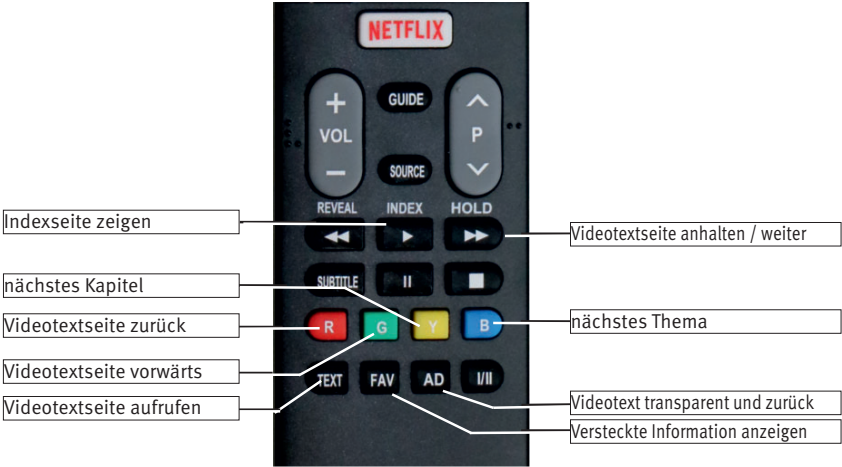 NETFLIX
+ GUIDE
VOL P
− SOURCE
REVEAL INDEX HOLD
Indexseite zeigen
Videotextseite anhalten / weiter
SUBTITLE
nächstes Kapitel
Videotextseite zurück
R G Y B
nächstes Thema
Videotextseite vorwärts
TEXT FAV AD I/II
Videotextseite aufrufen
Videotext transparent und zurück
Versteckte Information anzeigen